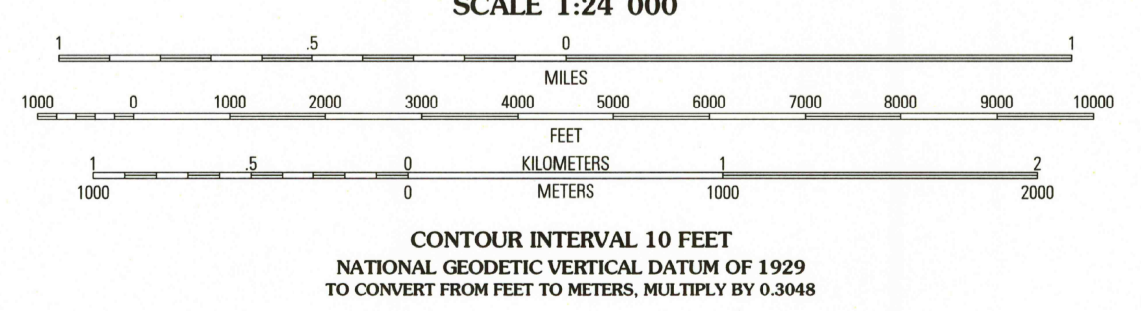 SCALE 1:24 000
1 .5 0 1
MILES
1000 0 1000 2000 3000 4000 5000 6000 7000 8000 9000 10000
FEET
1 .5 0 KILOMETERS 1 2
1000 0 METERS 1000 2000
CONTOUR INTERVAL 10 FEET
NATIONAL GEODETIC VERTICAL DATUM OF 1929
TO CONVERT FROM FEET TO METERS, MULTIPLY BY 0.3048